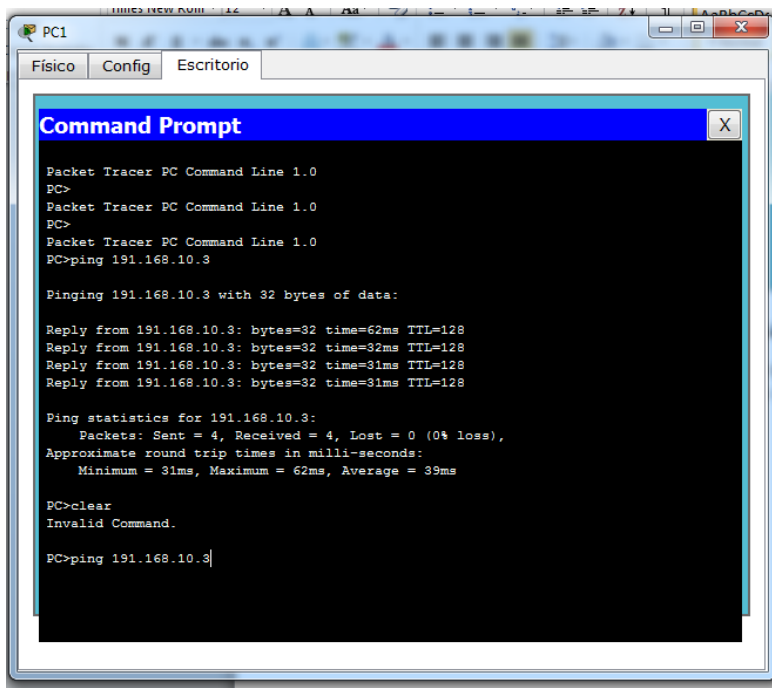 Times New Rom 12 A A Aa
AaBbCcDc
PC1
Físico Config Escritorio
Command Prompt X
Packet Tracer PC Command Line 1.0
PC>
Packet Tracer PC Command Line 1.0
PC>
Packet Tracer PC Command Line 1.0
PC>ping 191.168.10.3
Pinging 191.168.10.3 with 32 bytes of data:
Reply from 191.168.10.3: bytes=32 time=62ms TTL=128
Reply from 191.168.10.3: bytes=32 time=32ms TTL=128
Reply from 191.168.10.3: bytes=32 time=31ms TTL=128
Reply from 191.168.10.3: bytes=32 time=31ms TTL=128
Ping statistics for 191.168.10.3:
Packets: Sent = 4, Received = 4, Lost = 0 (0% loss),
Approximate round trip times in milli-seconds:
Minimum = 31ms, Maximum = 62ms, Average = 39ms
PC>clear
Invalid Command.
PC>ping 191.168.10.3